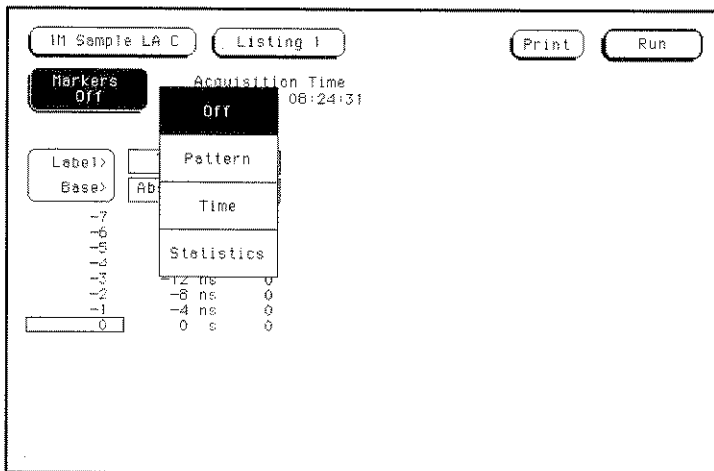 1M Sample LA C Listing 1 Print Run
Markers Off Acquisition Time
08:24:31
Off
Pattern
Time
Statistics
Label>
Base> Ab
-7
-6
-5
-4
-3 -12 ns 0
-2 -8 ns 0
-1 -4 ns 0
0 0 s 0